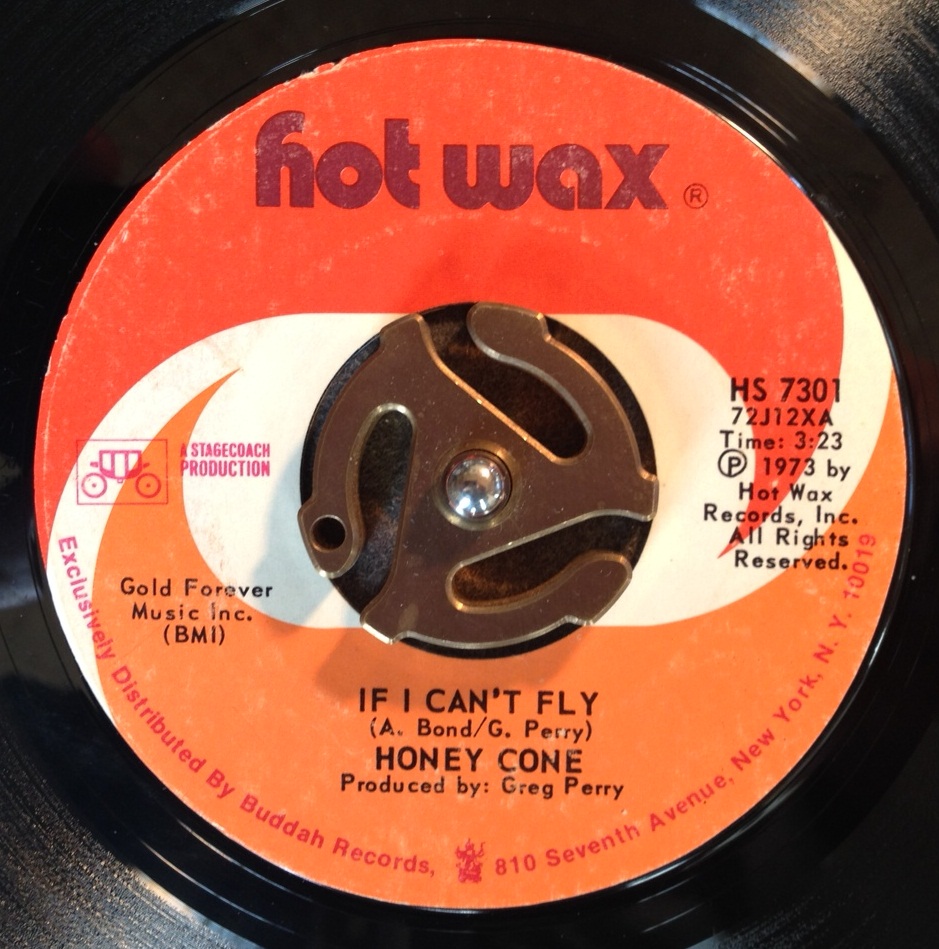 hot wax ®
HS 7301
72J12XA
Time: 3:23
Ⓟ 1973 by
Hot Wax
Records, Inc.
All Rights
Reserved.
A STAGECOACH
PRODUCTION
Gold Forever
Music Inc.
(BMI)
IF I CAN'T FLY
(A. Bond/G. Perry)
HONEY CONE
Produced by: Greg Perry
Exclusively Distributed By Buddah Records, 810 Seventh Avenue, New York, N. Y. 10019